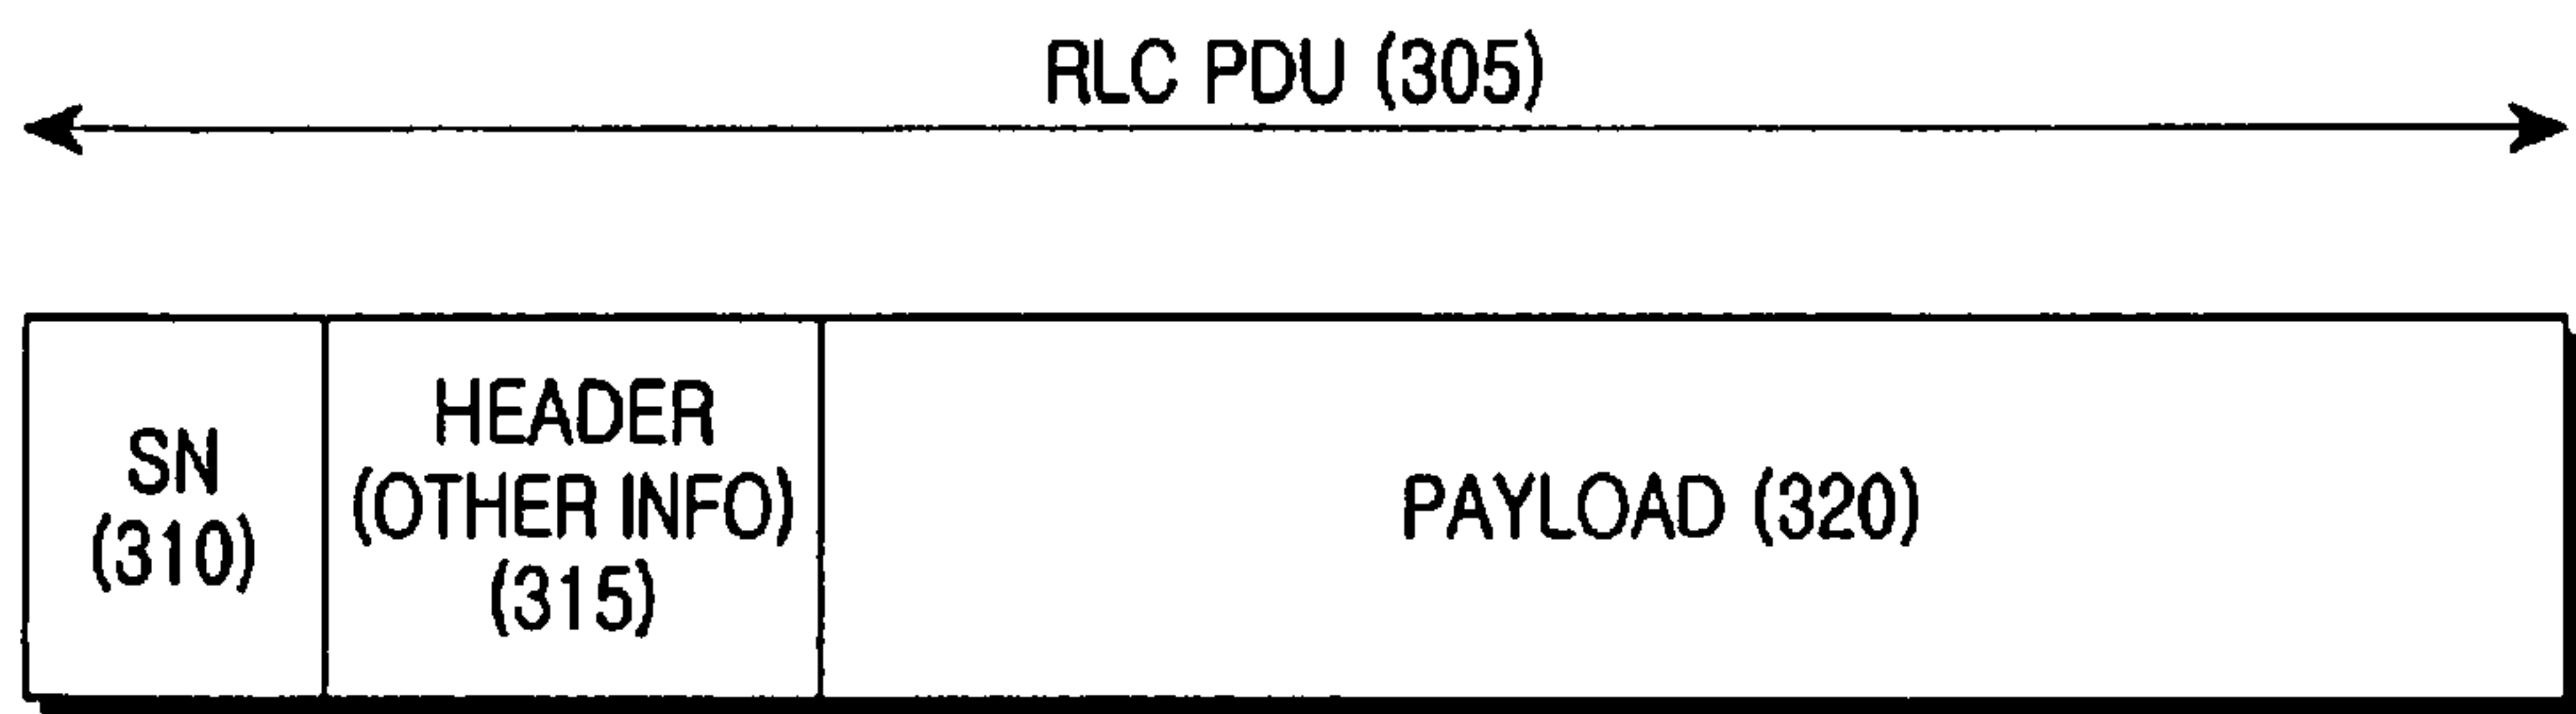 RLC PDU (305)
SN
(310)
HEADER
(OTHER INFO)
(315)
PAYLOAD (320)